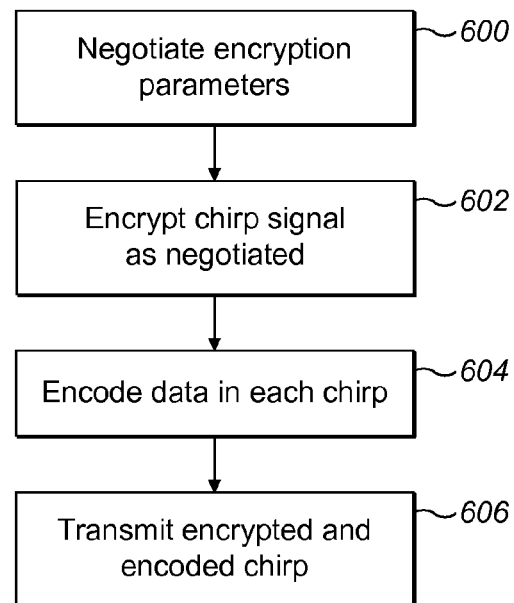 Negotiate encryption
parameters
600
Encrypt chirp signal
as negotiated
602
Encode data in each chirp
604
Transmit encrypted and
encoded chirp
606